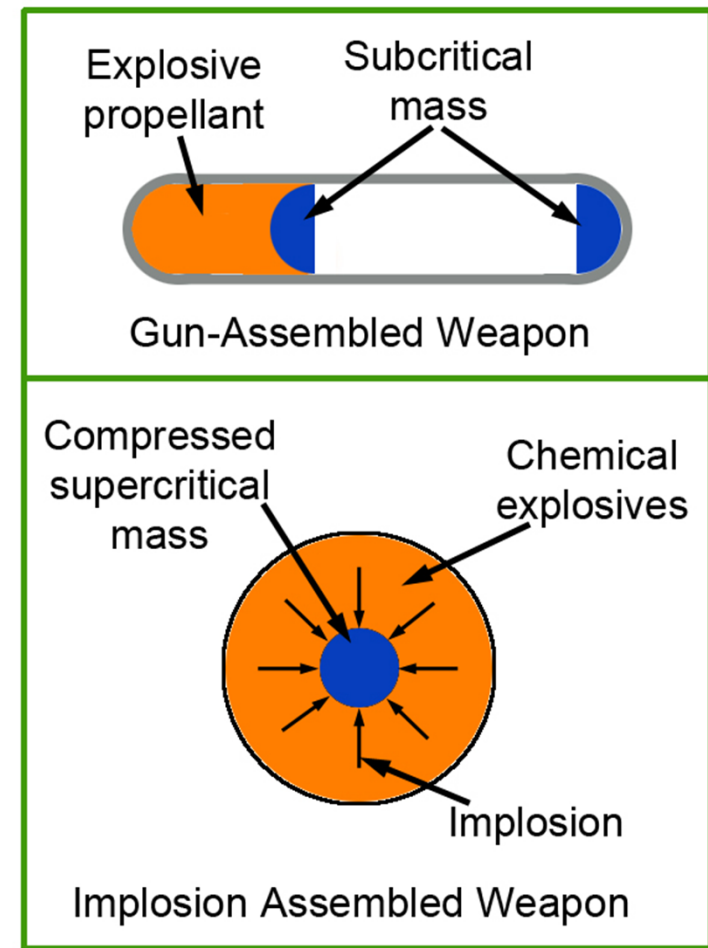 Explosive
propellant
Subcritical
mass
Gun-Assembled Weapon
Compressed
supercritical
mass
Chemical
explosives
Implosion
Implosion Assembled Weapon